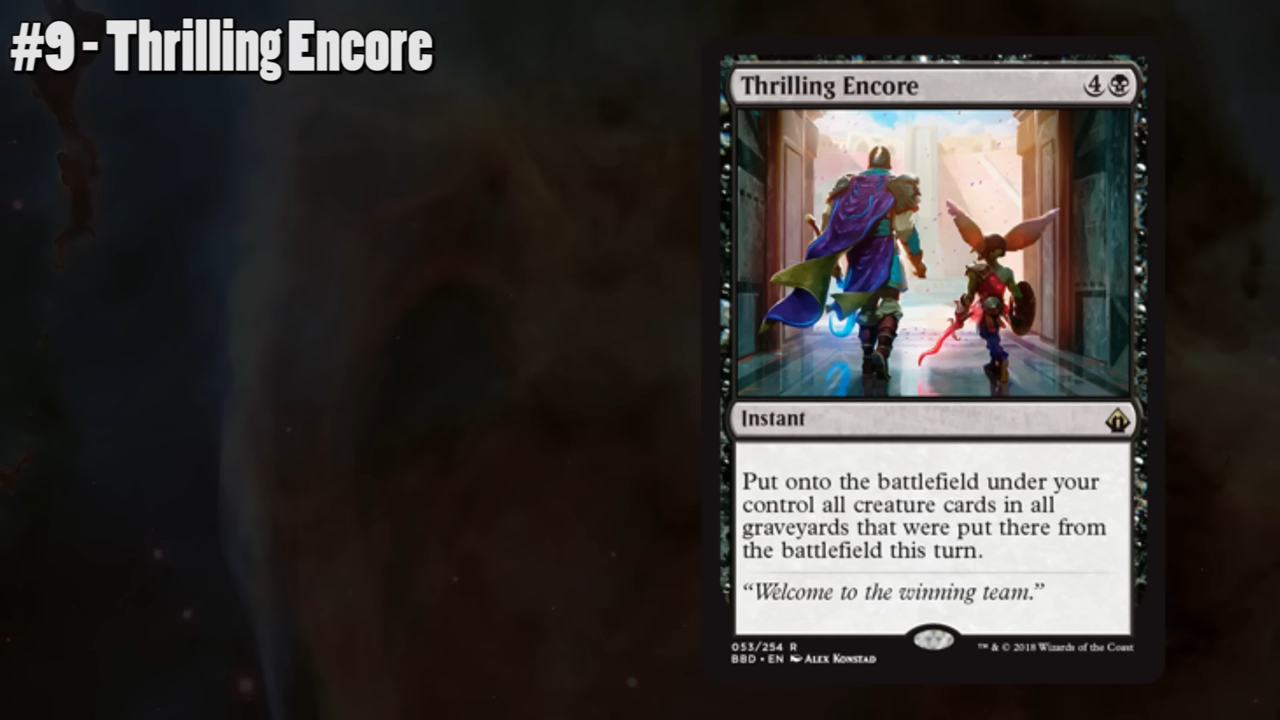 #9 - Thrilling Encore
Thrilling Encore 4
Instant
Put onto the battlefield under your
control all creature cards in all
graveyards that were put there from
the battlefield this turn.
“Welcome to the winning team.”
053/254 R
BBD • EN Alex Konstad
™ & © 2018 Wizards of the Coast